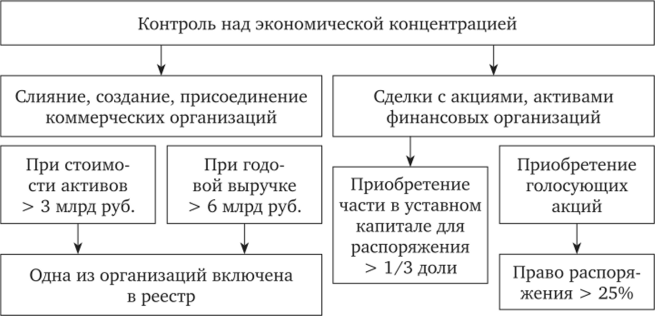 Контроль над экономической концентрацией
Слияние, создание, присоединение
коммерческих организаций
Сделки с акциями, активами
финансовых организаций
При стоимо-
сти активов
> 3 млрд руб.
При годо-
вой выручке
> 6 млрд руб.
Приобретение
части в уставном
капитале для
распоряжения
> 1/3 доли
Приобретение
голосующих
акций
Одна из организаций включена
в реестр
Право распоря-
жения > 25%